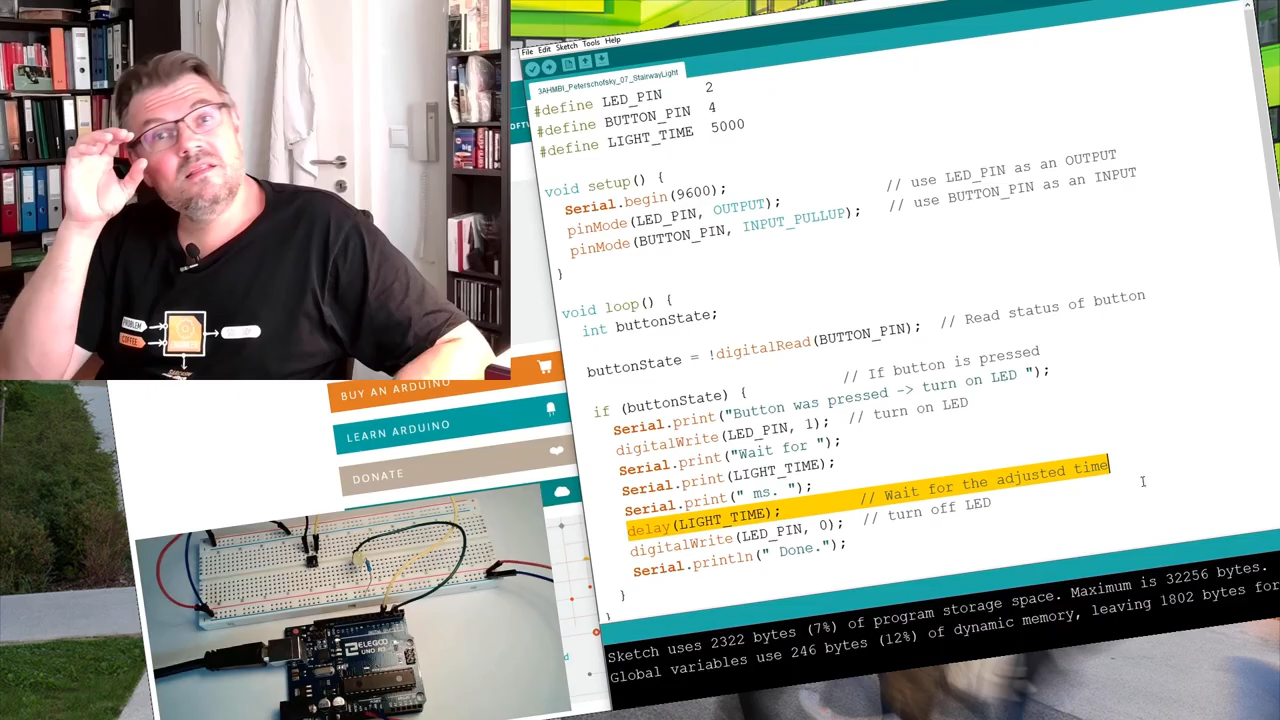 File Edit Sketch Tools Help
3AHMBI_Peterschofsky_07_StairwayLight
#define LED_PIN 2
#define BUTTON_PIN 4
#define LIGHT_TIME 5000
void setup() {
Serial.begin(9600);
pinMode(LED_PIN, OUTPUT); // use LED_PIN as an OUTPUT
pinMode(BUTTON_PIN, INPUT_PULLUP); // use BUTTON_PIN as an INPUT
}
void loop() {
int buttonState;
buttonState = !digitalRead(BUTTON_PIN); // Read status of button
if (buttonState) { // If button is pressed
Serial.print("Button was pressed -> turn on LED ");
digitalWrite(LED_PIN, 1); // turn on LED
Serial.print("Wait for ");
Serial.print(LIGHT_TIME);
Serial.print(" ms. ");
delay(LIGHT_TIME); // Wait for the adjusted time
digitalWrite(LED_PIN, 0); // turn off LED
Serial.println(" Done.");
}
}
Sketch uses 2322 bytes (7%) of program storage space. Maximum is 32256 bytes.
Global variables use 246 bytes (12%) of dynamic memory, leaving 1802 bytes for
BUY AN ARDUINO
LEARN ARDUINO
DONATE
PROBLEM
COFFEE
big
ELEGOO
UNO R3